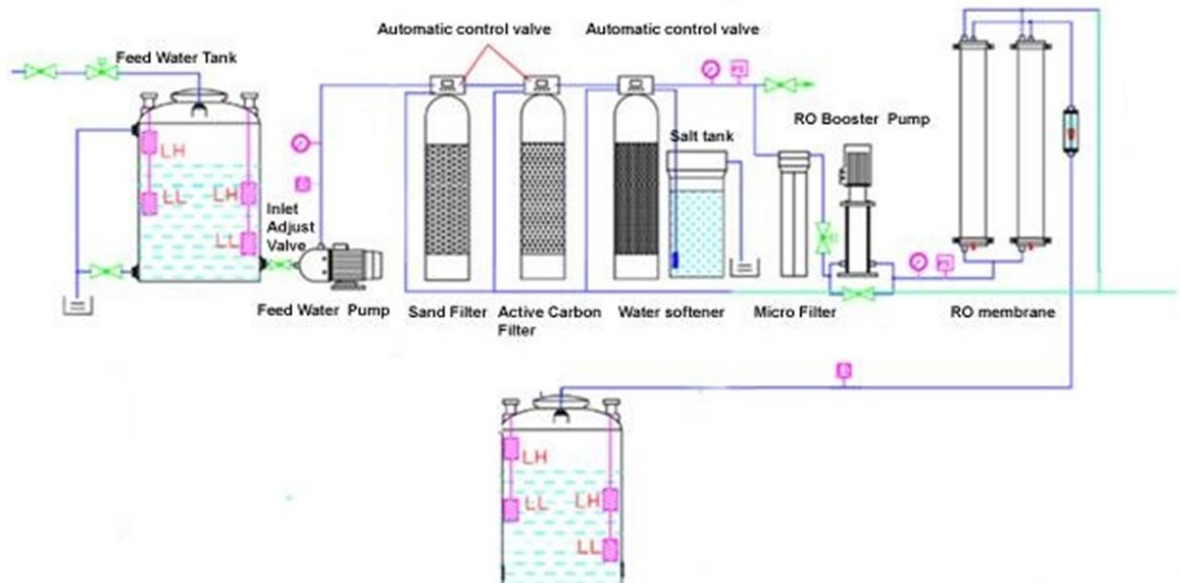 Automatic control valve
Automatic control valve
Feed Water Tank
RO Booster Pump
Salt tank
LH
LL
LH
LL
Inlet
Adjust
Valve
Feed Water Pump
Sand Filter
Active Carbon
Filter
Water softener
Micro Filter
RO membrane
LH
LL
LH
LL